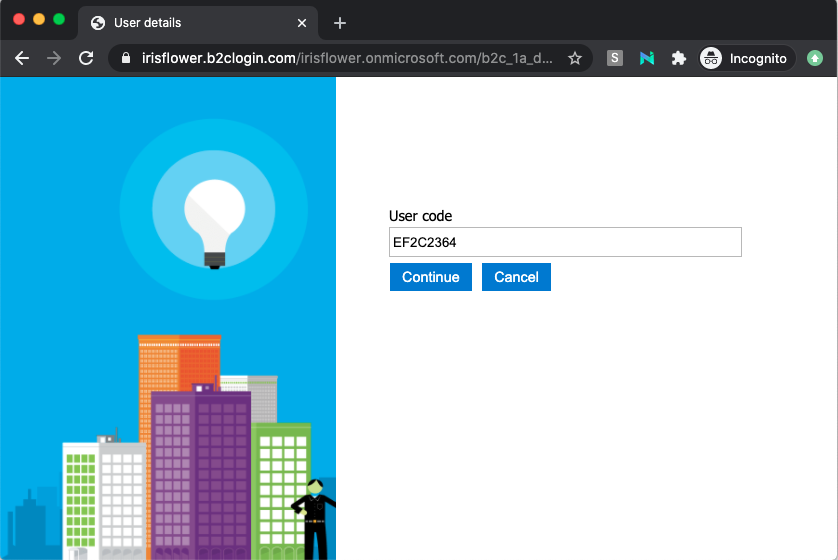 User details
irisflower.b2clogin.com/irisflower.onmicrosoft.com/b2c_1a_d...
S
Incognito
User code
EF2C2364
Continue
Cancel